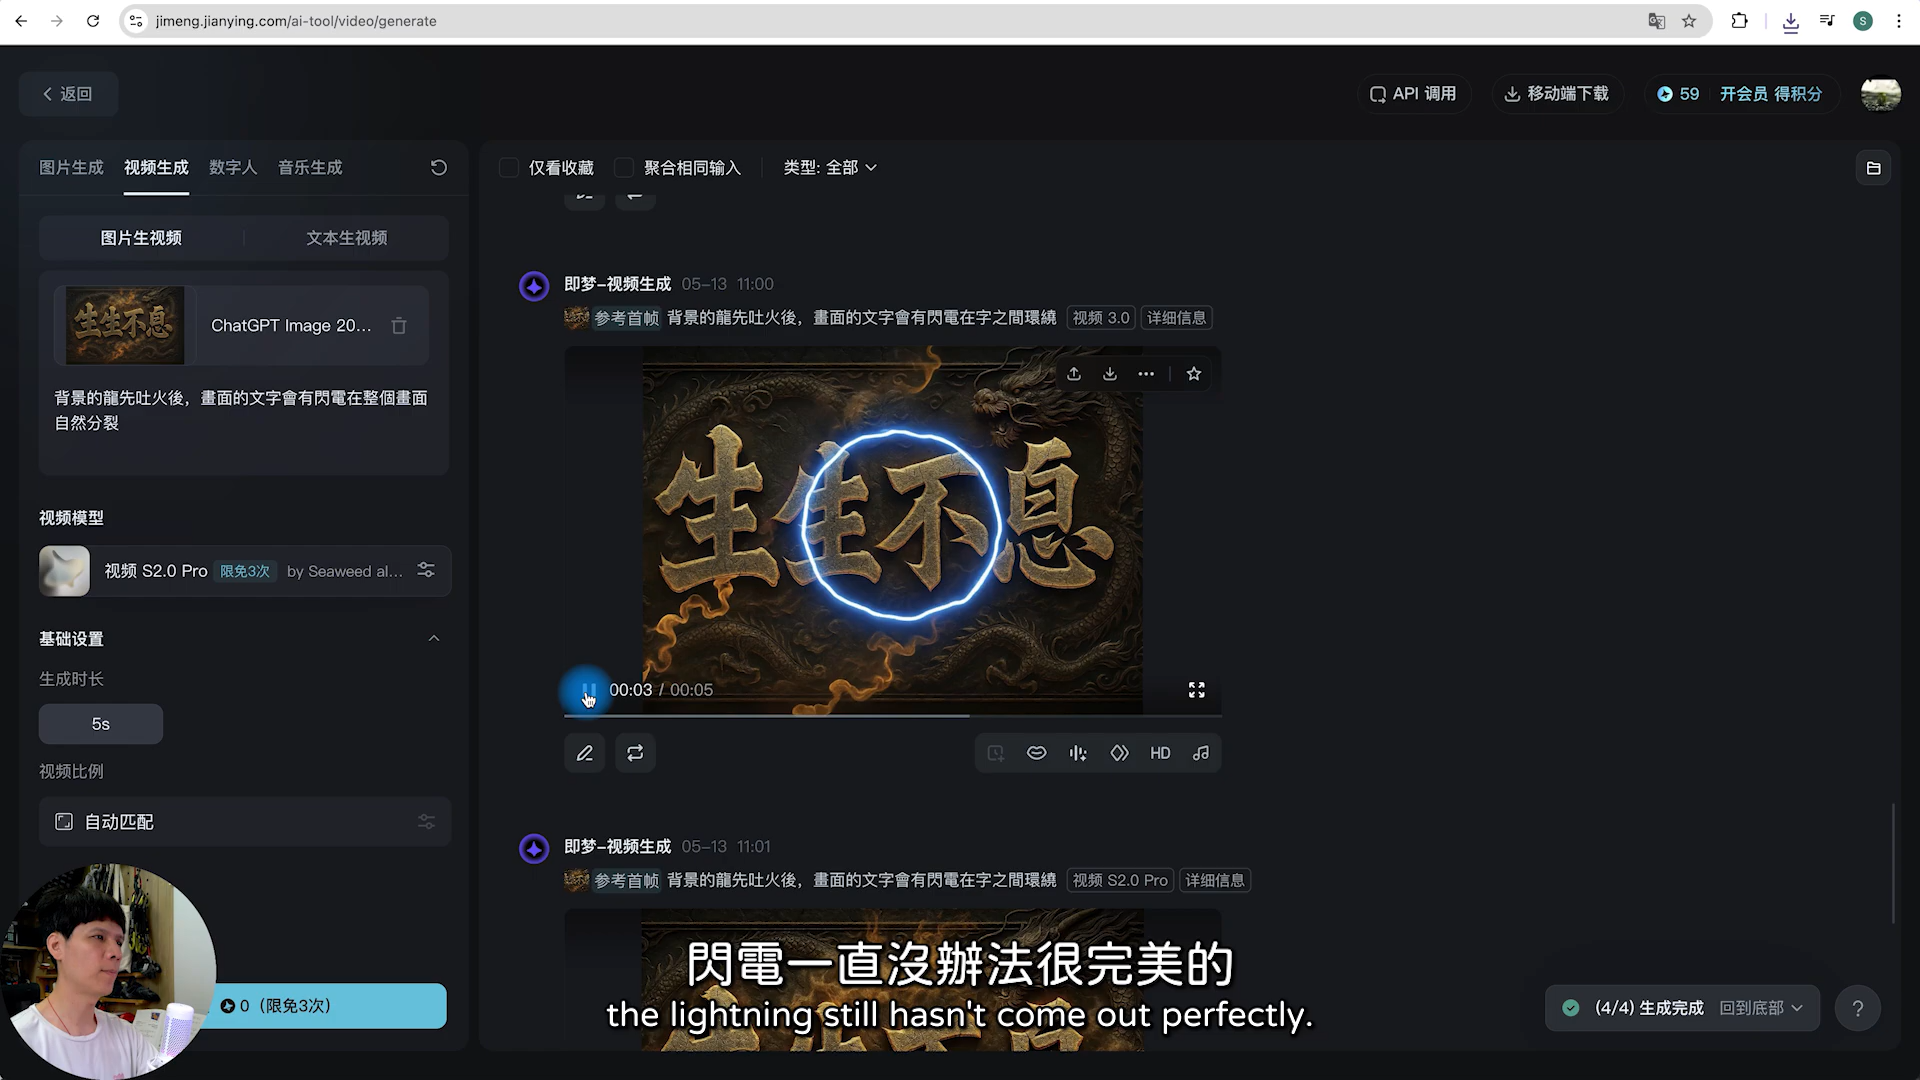 jimeng.jianying.com/ai-tool/video/generate
S
返回
API 调用
移动端下载
59
开会员 得积分
图片生成
视频生成
数字人
音乐生成
仅看收藏
聚合相同输入
类型: 全部
图片生视频
文本生视频
生生不息
ChatGPT Image 20...
背景的龍先吐火後，畫面的文字會有閃電在整個畫面
自然分裂
视频模型
视频 S2.0 Pro
限免3次
by Seaweed al...
基础设置
生成时长
5s
视频比例
自动匹配
0（限免3次）
即梦-视频生成 05-13 11:00
参考首帧 背景的龍先吐火後，畫面的文字會有閃電在字之間環繞 视频 3.0 详细信息
生生不息
00:03 / 00:05
HD
即梦-视频生成 05-13 11:01
参考首帧 背景的龍先吐火後，畫面的文字會有閃電在字之間環繞 视频 S2.0 Pro 详细信息
閃電一直沒辦法很完美的
the lightning still hasn't come out perfectly.
(4/4) 生成完成 回到底部
?